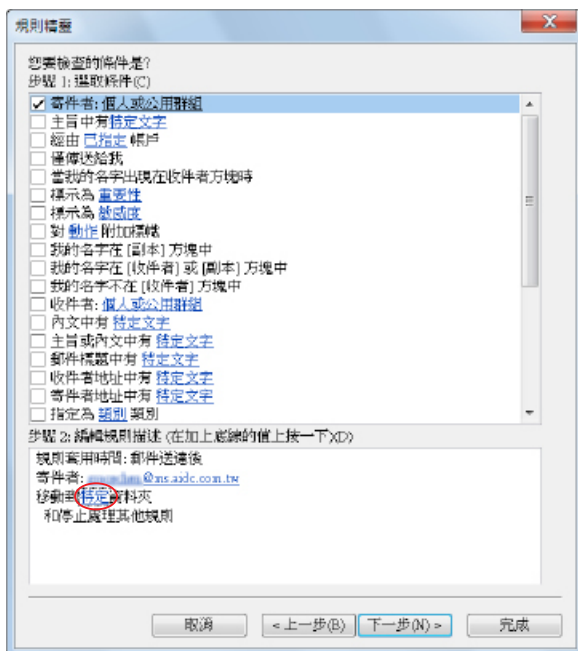 規則精靈
您要檢查的條件是?
步驟 1: 選取條件(C)
寄件者: 個人或公用群組
主旨中有特定文字
經由 已指定 帳戶
僅傳送給我
當我的名字出現在收件者方塊時
標示為 重要性
標示為 敏感度
對 動作 附加標幟
我的名字在 [副本] 方塊中
我的名字在 [收件者] 或 [副本] 方塊中
我的名字不在 [收件者] 方塊中
收件者: 個人或公用群組
內文中有 特定文字
主旨或內文中有 特定文字
郵件標題中有 特定文字
收件者地址中有 特定文字
寄件者地址中有 特定文字
指定為 類別 類別
步驟 2: 編輯規則描述 (在加上底線的值上按一下)(D)
規則套用時間: 郵件送達後
寄件者: @ms.aidc.com.tw
移動到 特定 資料夾
和停止處理其他規則
取消 < 上一步(B) 下一步(N) > 完成